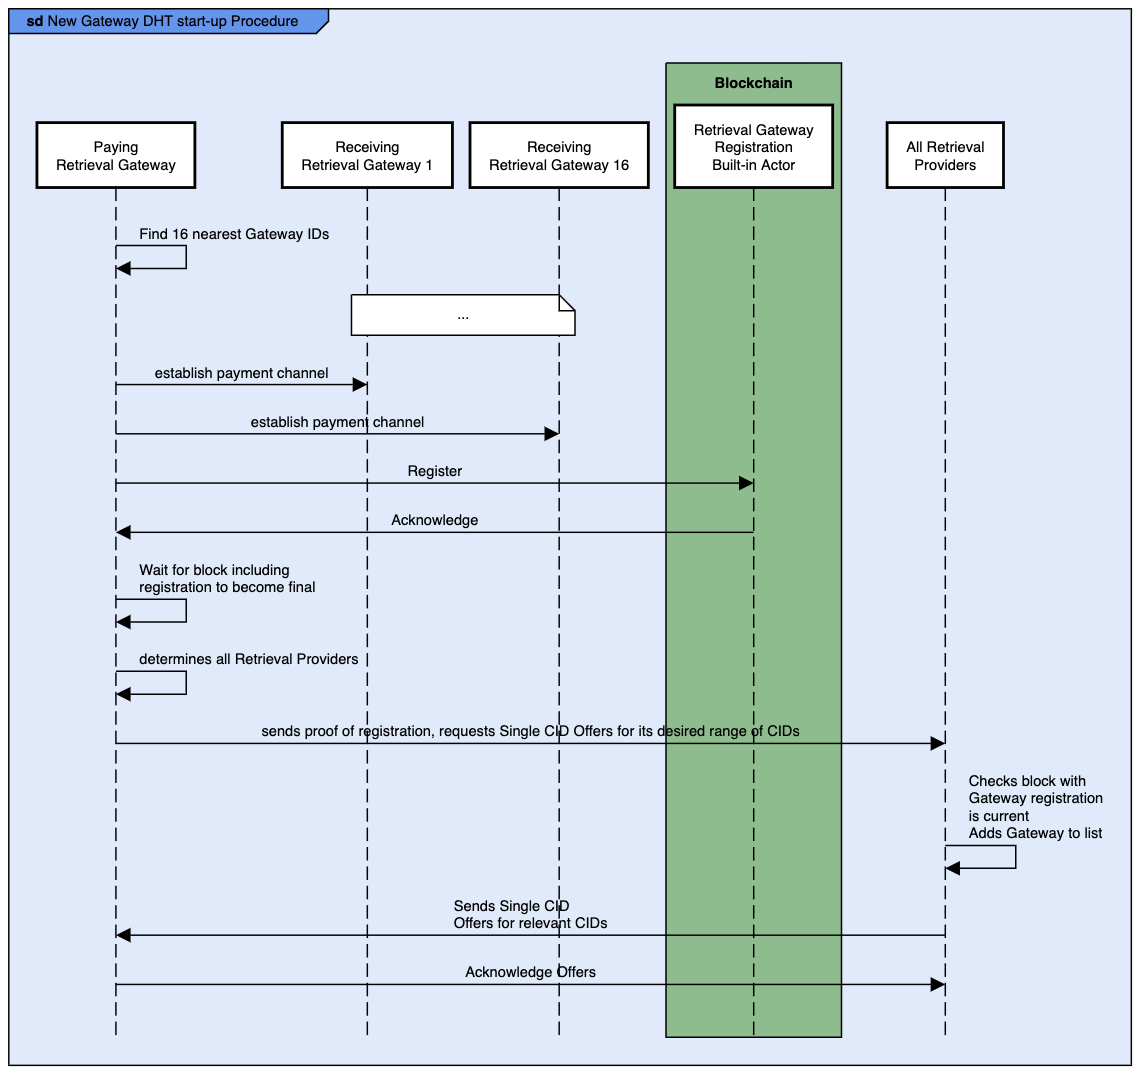 sd New Gateway DHT start-up Procedure
Blockchain
Paying
Retrieval Gateway
Receiving
Retrieval Gateway 1
Receiving
Retrieval Gateway 16
Retrieval Gateway
Registration
Built-in Actor
All Retrieval
Providers
Find 16 nearest Gateway IDs
...
establish payment channel
establish payment channel
Register
Acknowledge
Wait for block including
registration to become final
determines all Retrieval Providers
sends proof of registration, requests Single CID Offers for its desired range of CIDs
Checks block with
Gateway registration
is current
Adds Gateway to list
Sends Single CID
Offers for relevant CIDs
Acknowledge Offers